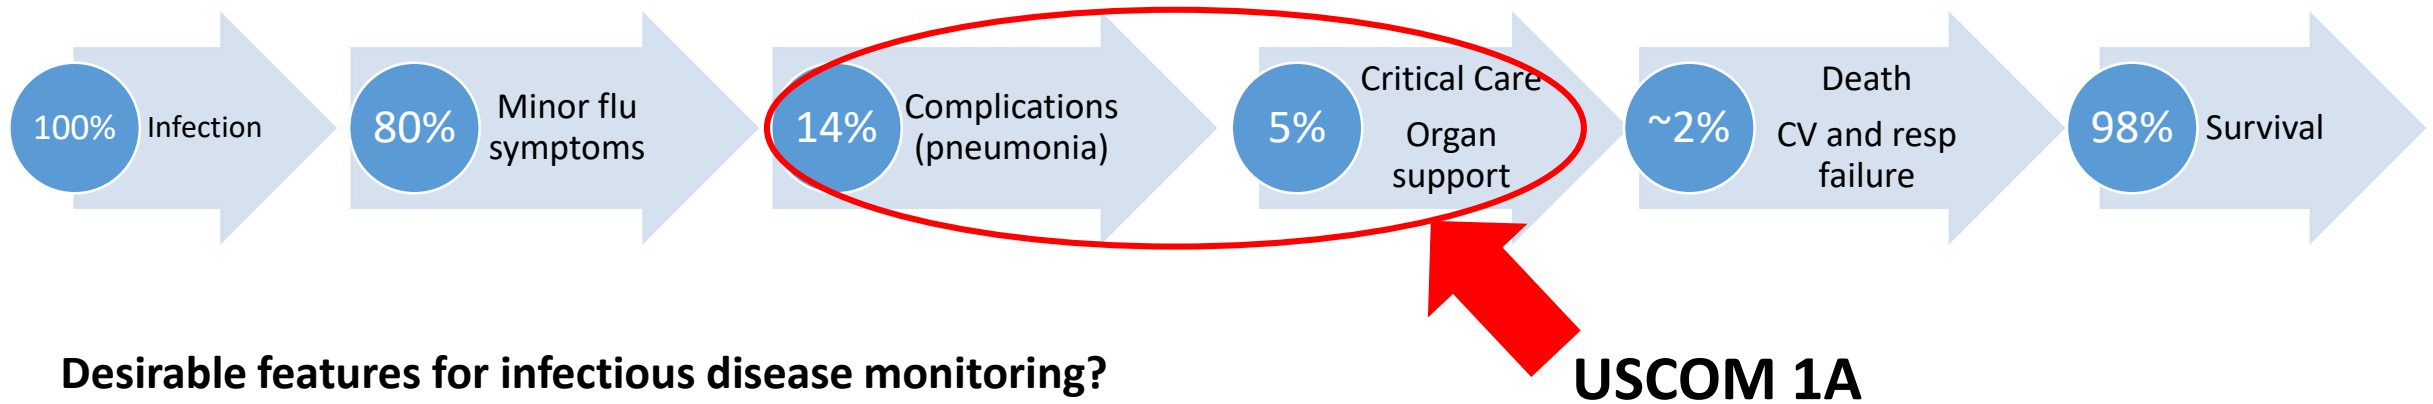 100%
Infection
80%
Minor flu
symptoms
14%
Complications
(pneumonia)
5%
Critical Care
Organ
support
~2%
Death
CV and resp
failure
98%
Survival
Desirable features for infectious disease monitoring?
USCOM 1A